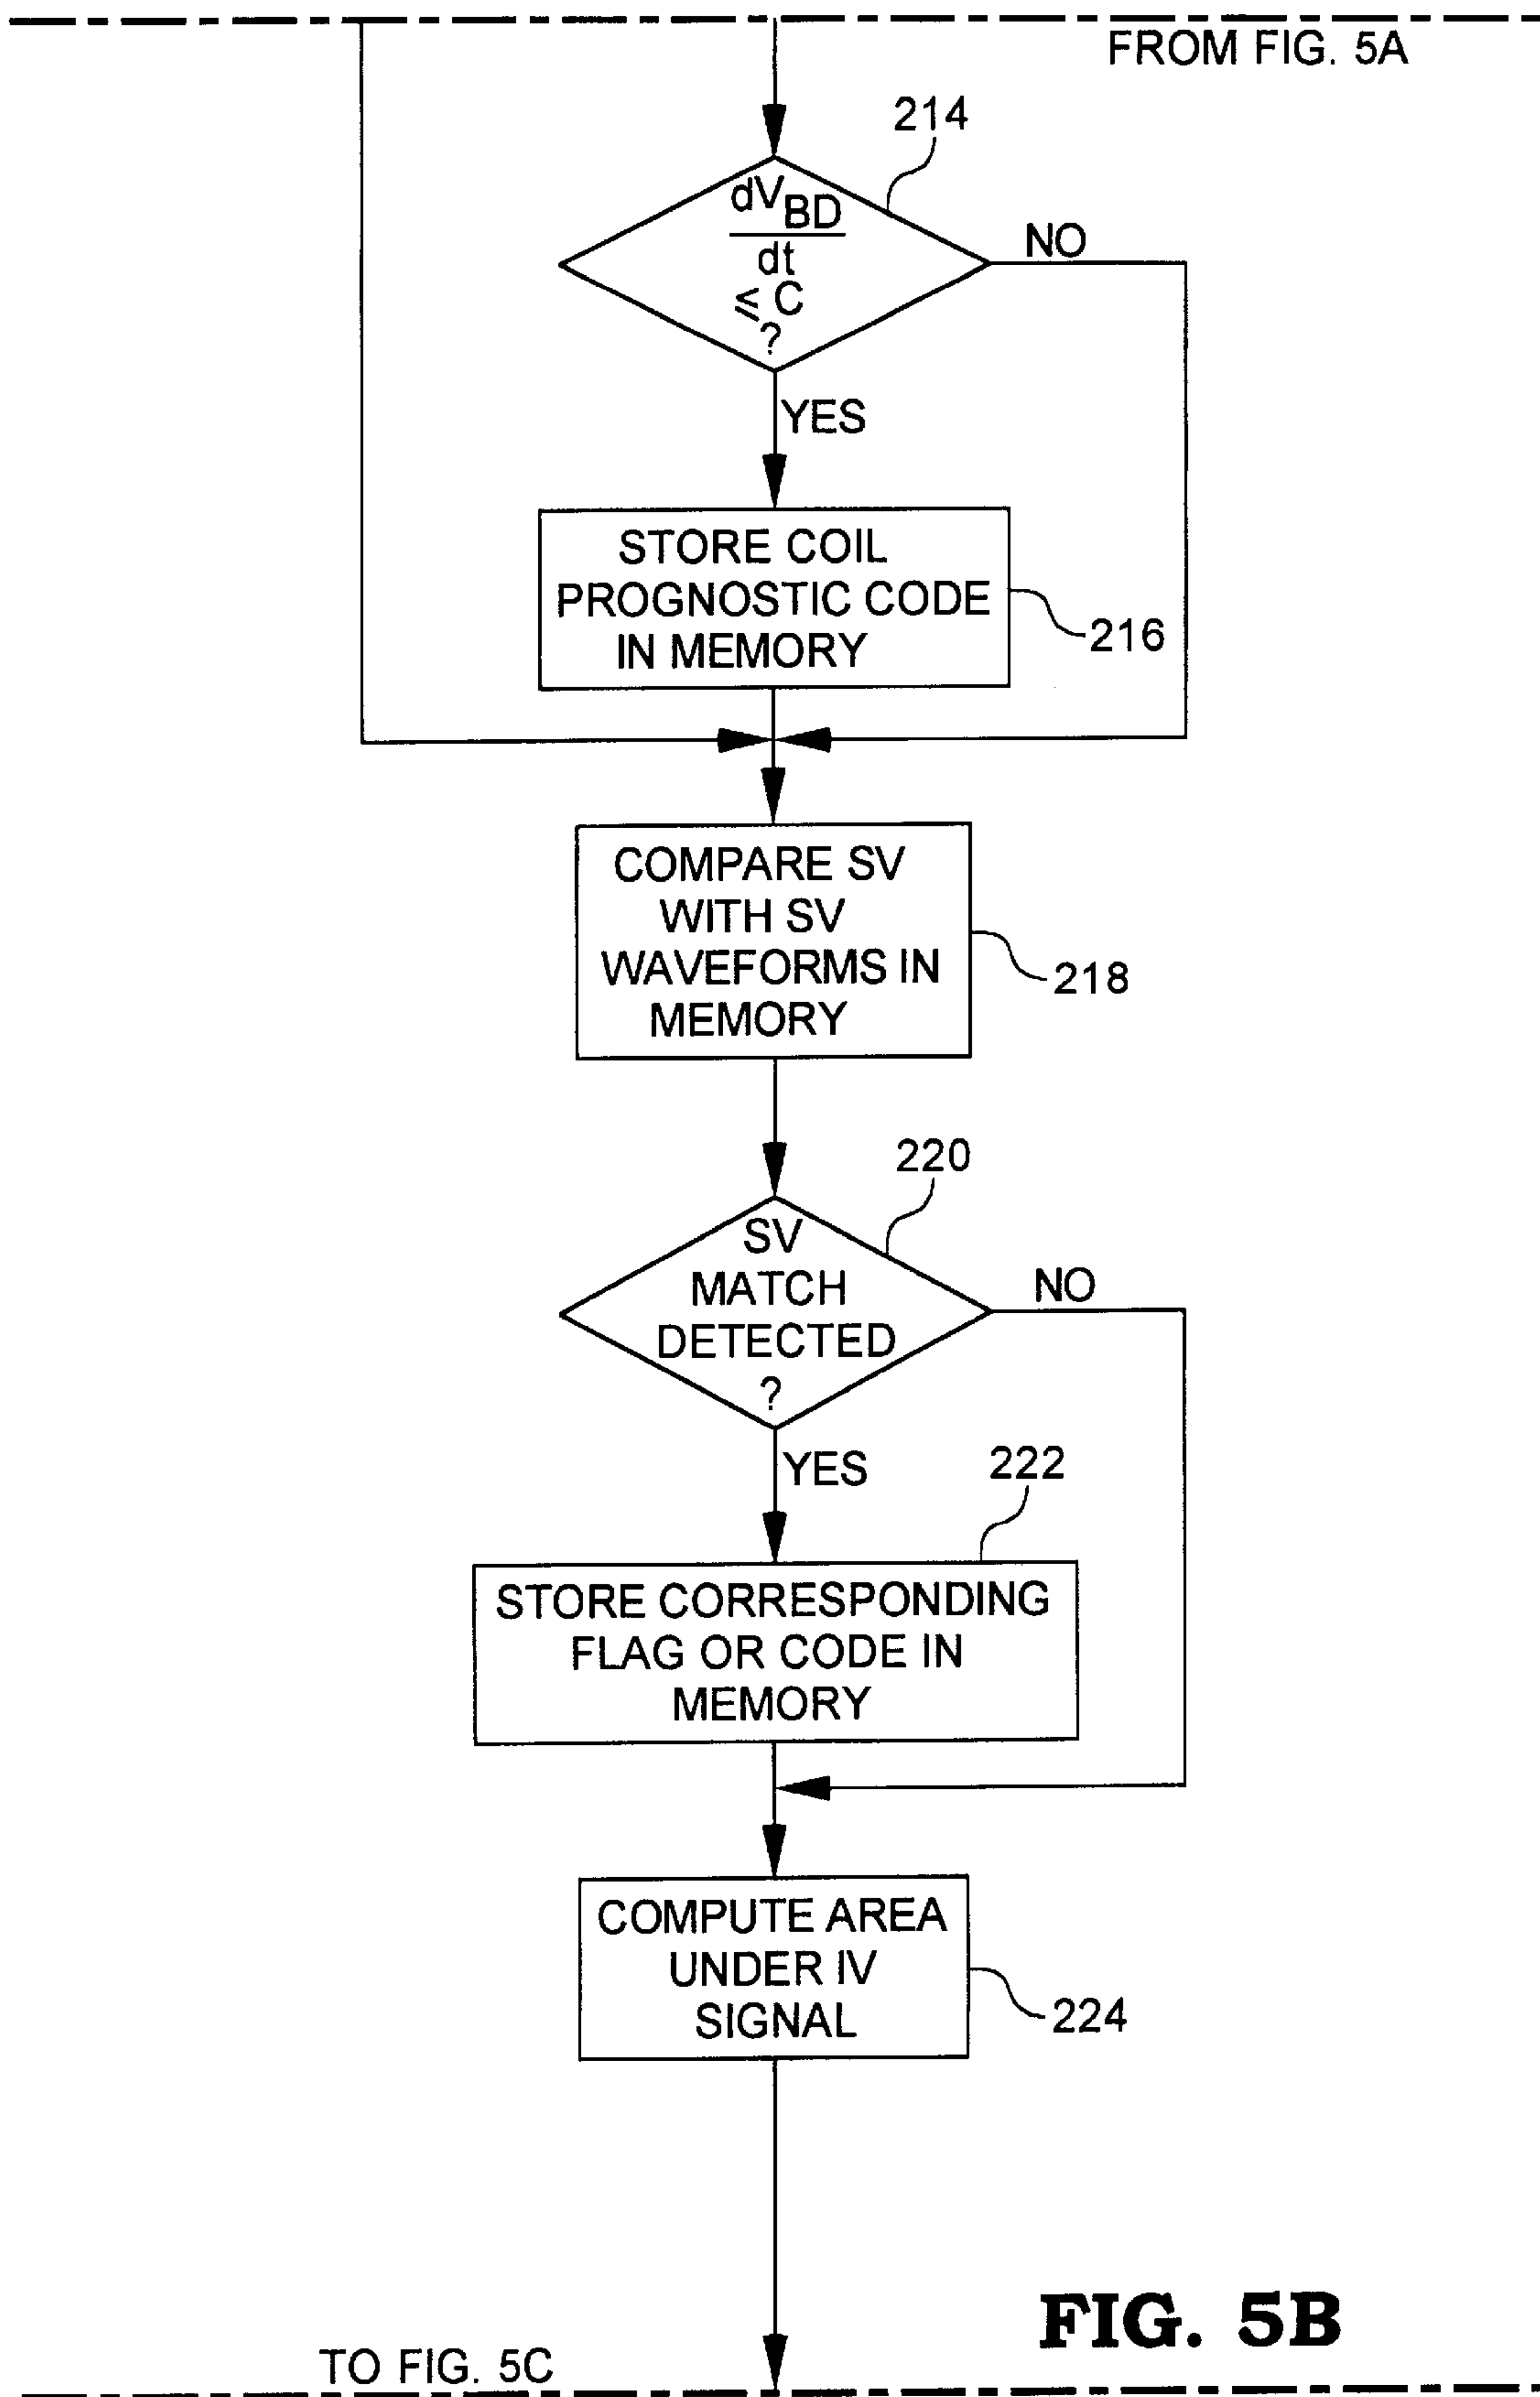 FROM FIG. 5A
214
dVBD
dt
≤ C
?
NO
YES
STORE COIL
PROGNOSTIC CODE
IN MEMORY
216
COMPARE SV
WITH SV
WAVEFORMS IN
MEMORY
218
220
SV
MATCH
DETECTED
?
NO
YES
222
STORE CORRESPONDING
FLAG OR CODE IN
MEMORY
COMPUTE AREA
UNDER IV
SIGNAL
224
FIG. 5B
TO FIG. 5C